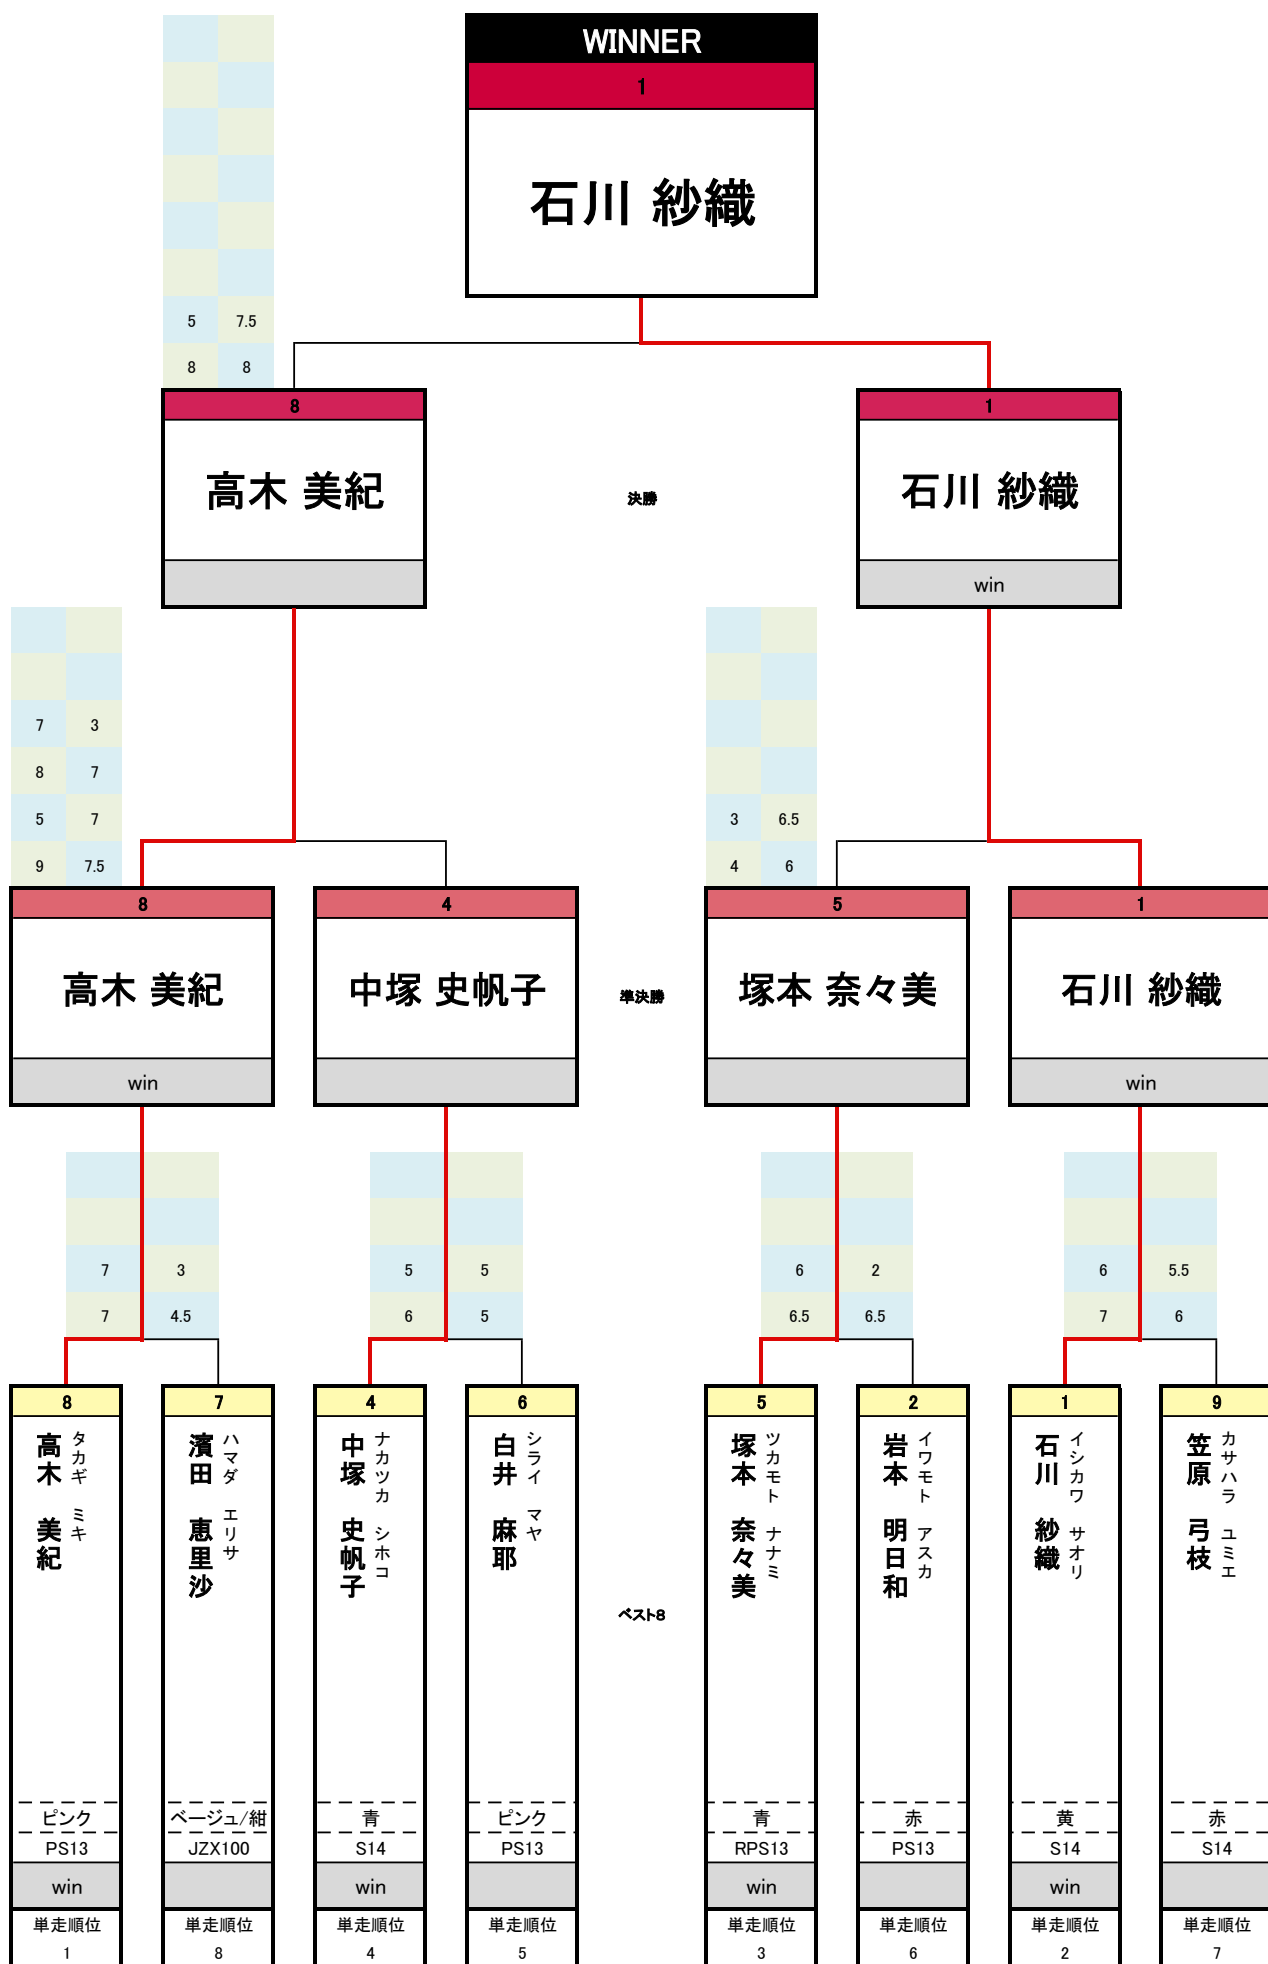 WINNER
1
石川 紗織
5 7.5
8 8
8
高木 美紀
決勝
1
石川 紗織
win
7 3
8 7
5 7
9 7.5
3 6.5
4 6
8
高木 美紀
win
4
中塚 史帆子
準決勝
5
塚本 奈々美
1
石川 紗織
win
7 3
7 4.5
5 5
6 5
6 2
6.5 6.5
6 5.5
7 6
8
タカギ ミキ
高木 美紀
ピンク
PS13
win
単走順位
1
7
ハマダ エリサ
濱田 恵里沙
ベージュ/紺
JZX100
単走順位
8
4
ナカツカ シホコ
中塚 史帆子
青
S14
win
単走順位
4
6
シライ マヤ
白井 麻耶
ピンク
PS13
単走順位
5
ベスト8
5
ツカモト ナナミ
塚本 奈々美
青
RPS13
win
単走順位
3
2
イワモト アスカ
岩本 明日和
赤
PS13
単走順位
6
1
イシカワ サオリ
石川 紗織
黄
S14
win
単走順位
2
9
カサハラ ユミエ
笠原 弓枝
赤
S14
単走順位
7